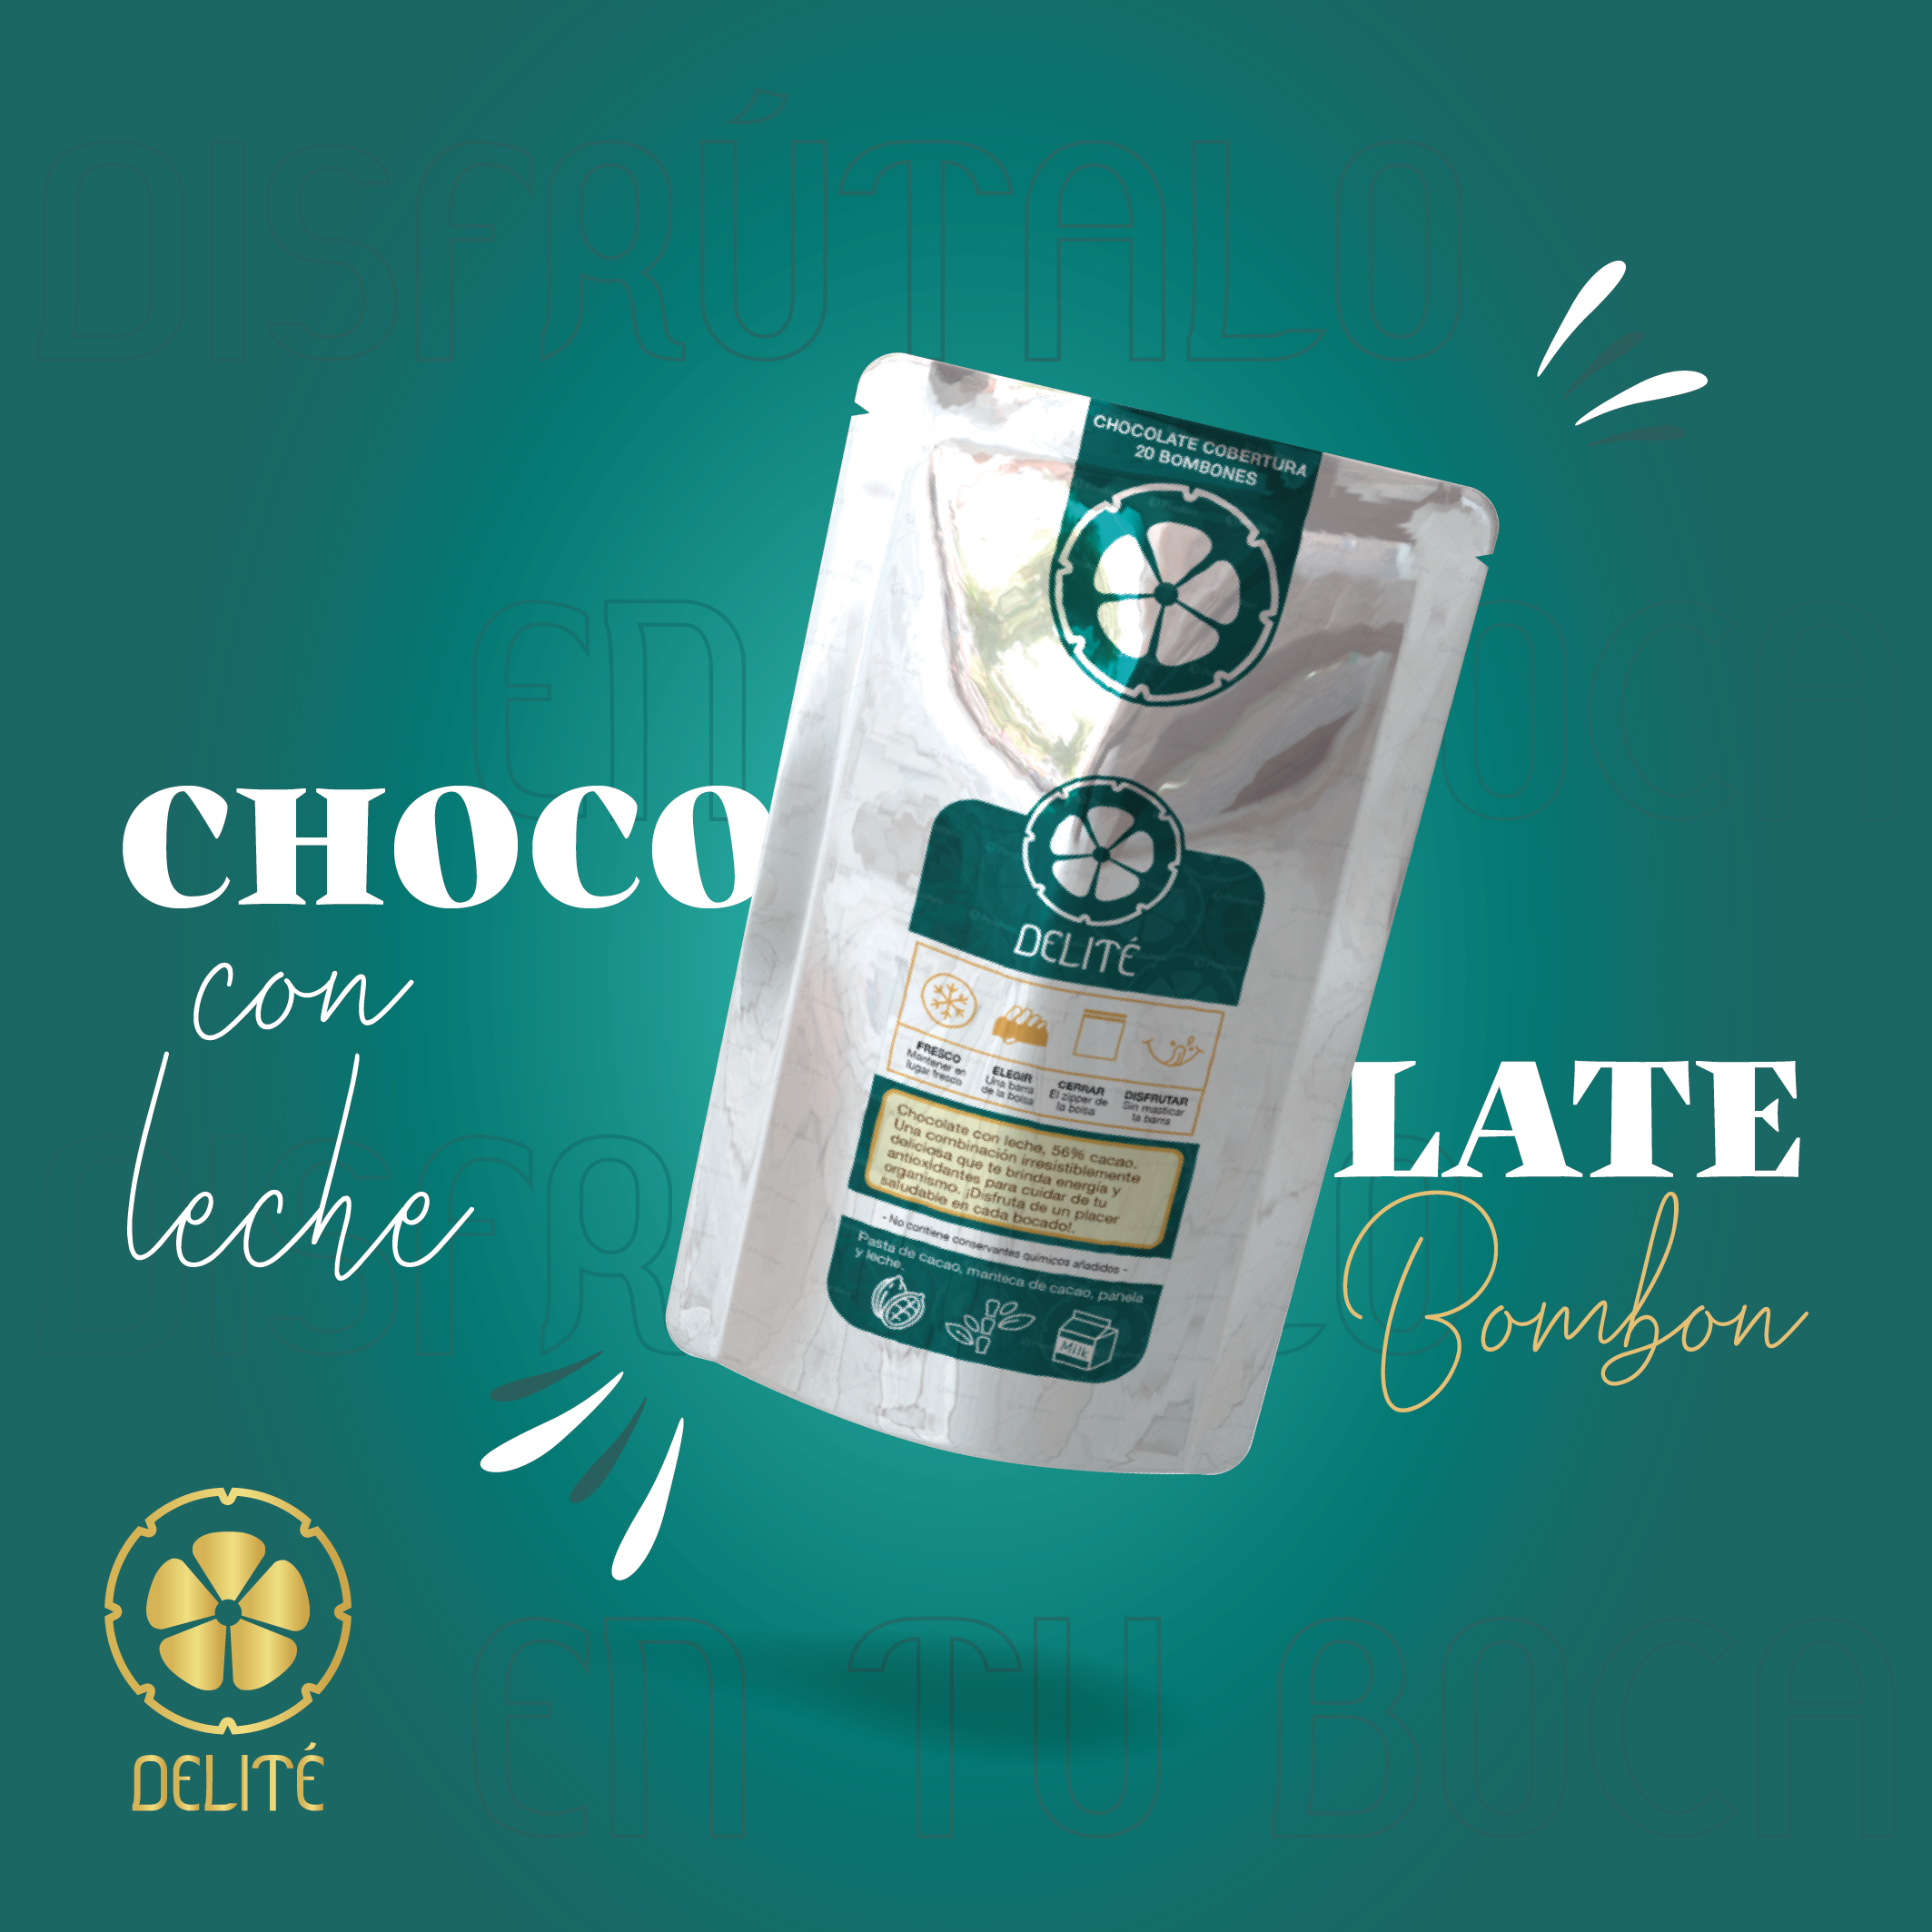 DISFRÚTALO
EN BOCA
CHOCO
LATE
con
leche
Bombon
CHOCOLATE COBERTURA
20 BOMBONES
DELITÉ
FRESCO
Mantener en
lugar fresco
ELEGIR
Una barra
de la bolsa
CERRAR
El zipper de
la bolsa
DISFRUTAR
Sin masticar
la barra
Chocolate con leche, 56% cacao.
Una combinación irresistiblemente
deliciosa que te brinda energía y
antioxidantes para cuidar de tu
organismo. ¡Disfruta de un placer
saludable en cada bocado!.
- No contiene conservantes químicos añadidos -
Pasta de cacao, manteca de cacao, panela
y leche.
Milk
DISFR LO
EN TU BOCA
DELITÉ